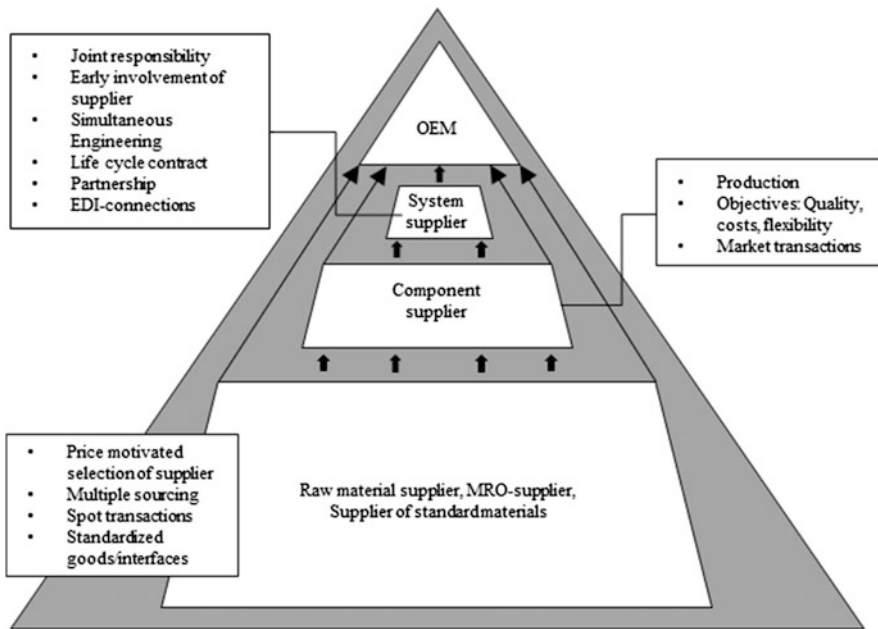 • Joint responsibility
• Early involvement of
supplier
• Simultaneous
Engineering
• Life cycle contract
• Partnership
• EDI-connections
OEM
System
supplier
• Production
• Objectives: Quality,
costs, flexibility
• Market transactions
Component
supplier
• Price motivated
selection of supplier
• Multiple sourcing
• Spot transactions
• Standardized
goods/interfaces
Raw material supplier, MRO-supplier,
Supplier of standard materials